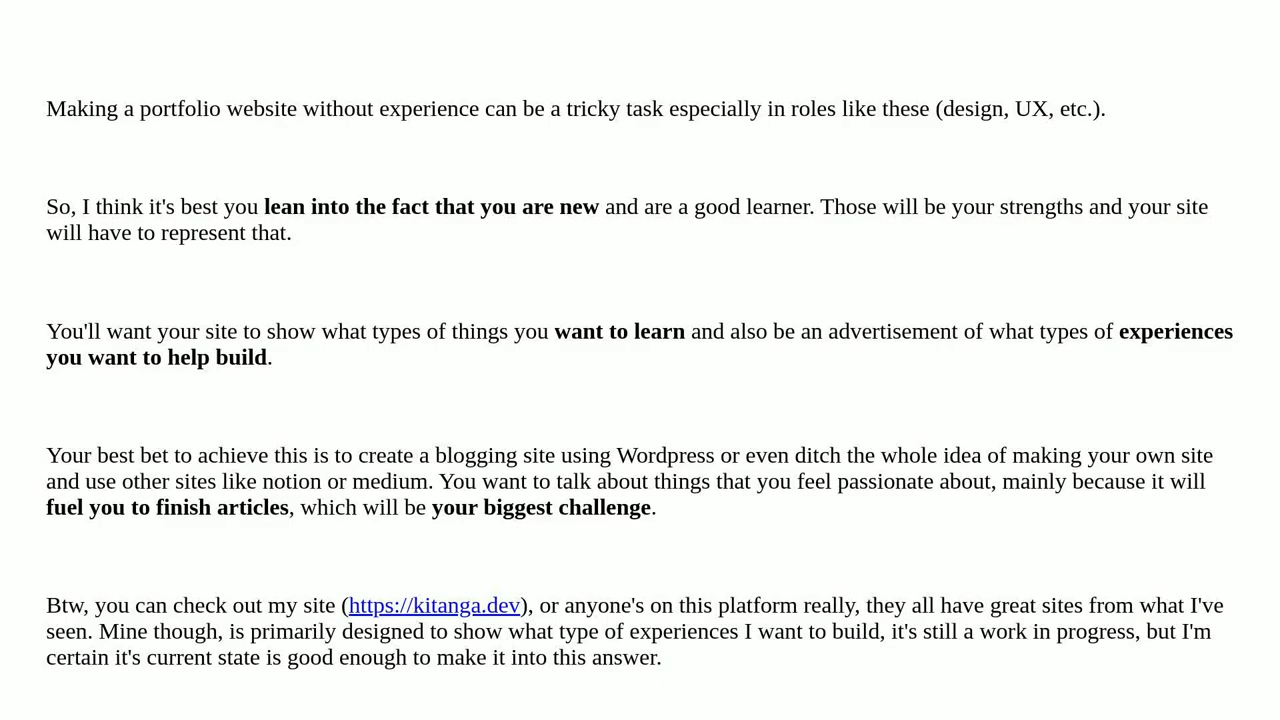 Making a portfolio website without experience can be a tricky task especially in roles like these (design, UX, etc.).
So, I think it's best you lean into the fact that you are new and are a good learner. Those will be your strengths and your site
will have to represent that.
You'll want your site to show what types of things you want to learn and also be an advertisement of what types of experiences
you want to help build.
Your best bet to achieve this is to create a blogging site using Wordpress or even ditch the whole idea of making your own site
and use other sites like notion or medium. You want to talk about things that you feel passionate about, mainly because it will
fuel you to finish articles, which will be your biggest challenge.
Btw, you can check out my site (https://kitanga.dev), or anyone's on this platform really, they all have great sites from what I've
seen. Mine though, is primarily designed to show what type of experiences I want to build, it's still a work in progress, but I'm
certain it's current state is good enough to make it into this answer.